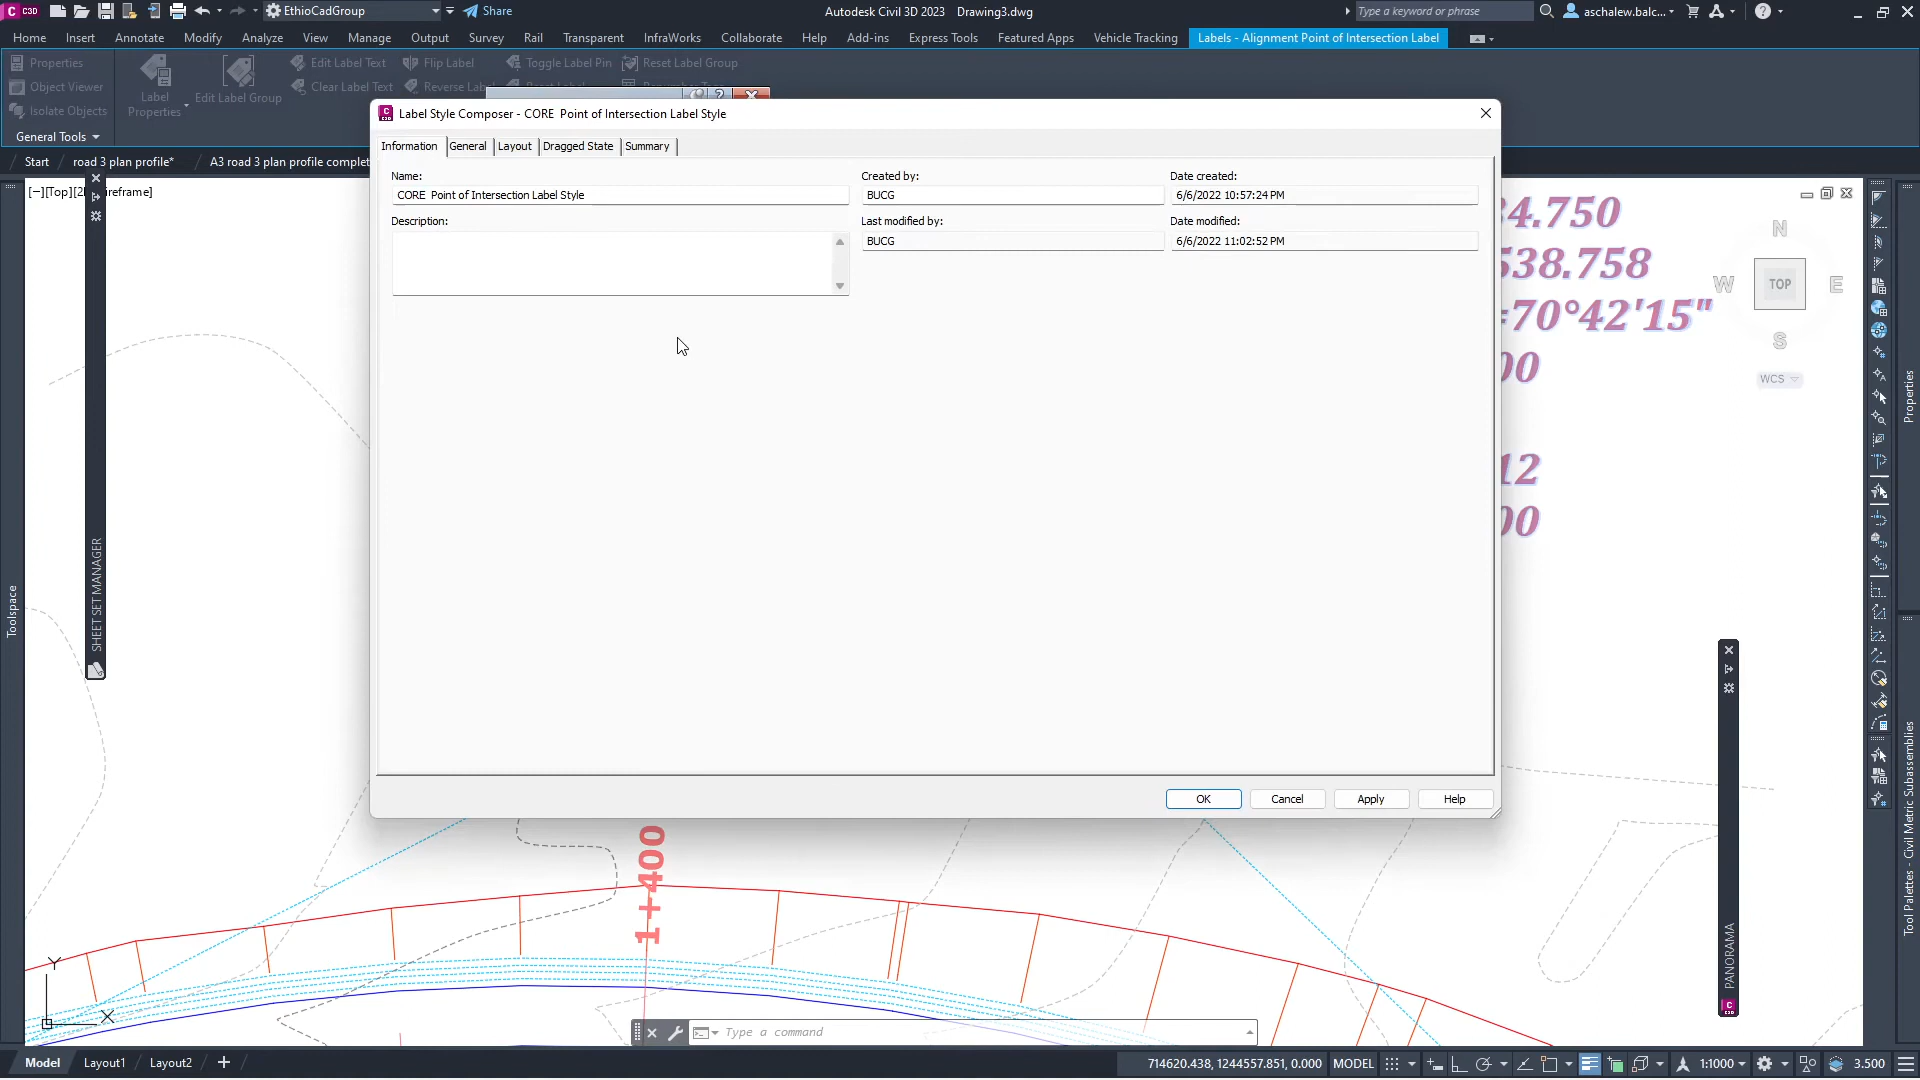 C3D EthioCadGroup Share Autodesk Civil 3D 2023 Drawing3.dwg Type a keyword or phrase aschalew.balc...
Home Insert Annotate Modify Analyze View Manage Output Survey Rail Transparent InfraWorks Collaborate Help Add-ins Express Tools Featured Apps Vehicle Tracking Labels - Alignment Point of Intersection Label
Properties Edit Label Text Flip Label Toggle Label Pin Reset Label Group
Object Viewer Label Properties Edit Label Group Clear Label Text Reverse Lab
Isolate Objects
General Tools
Start road 3 plan profile* A3 road 3 plan profile complet
[−][Top][2D ireframe]
Label Style Composer - CORE Point of Intersection Label Style
Information General Layout Dragged State Summary
Name: Created by: Date created:
CORE Point of Intersection Label Style BUCG 6/6/2022 10:57:24 PM
Description: Last modified by: Date modified:
BUCG 6/6/2022 11:02:52 PM
OK Cancel Apply Help
4.750
538.758
=70°42'15"
00
12
00
N
W TOP E
S
WCS
Properties
Toolspace
SHEET SET MANAGER
Tool Palettes - Civil Metric Subassemblies
PANORAMA
1+400
Y
X
Type a command
Model Layout1 Layout2 + 714620.438, 1244557.851, 0.000 MODEL 1:1000 3.500